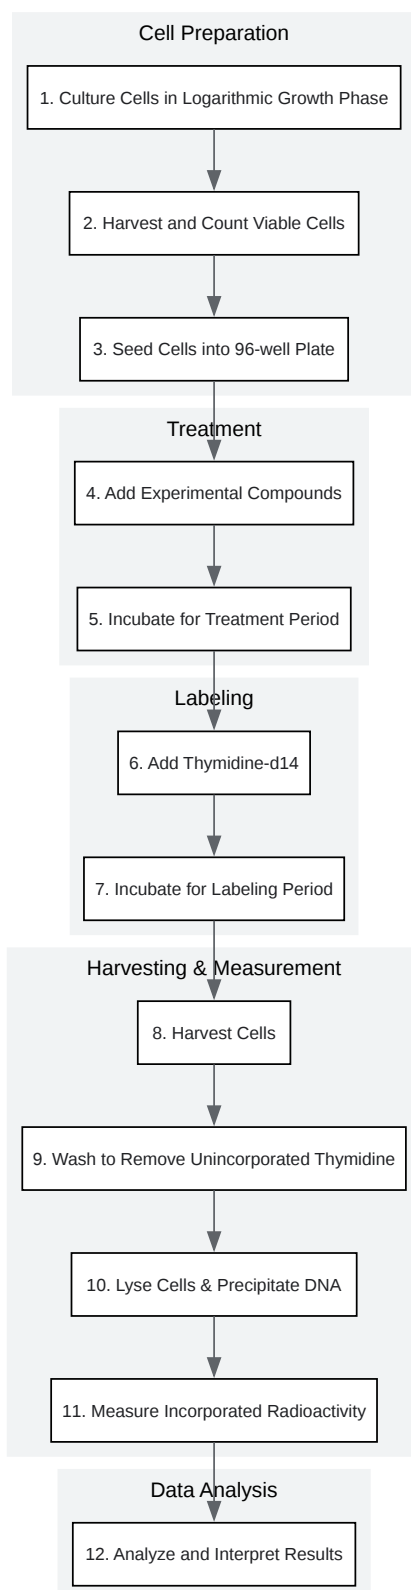 Cell Preparation
1. Culture Cells in Logarithmic Growth Phase
2. Harvest and Count Viable Cells
3. Seed Cells into 96-well Plate
Treatment
4. Add Experimental Compounds
5. Incubate for Treatment Period
Labeling
6. Add Thymidine-d14
7. Incubate for Labeling Period
Harvesting & Measurement
8. Harvest Cells
9. Wash to Remove Unincorporated Thymidine
10. Lyse Cells & Precipitate DNA
11. Measure Incorporated Radioactivity
Data Analysis
12. Analyze and Interpret Results